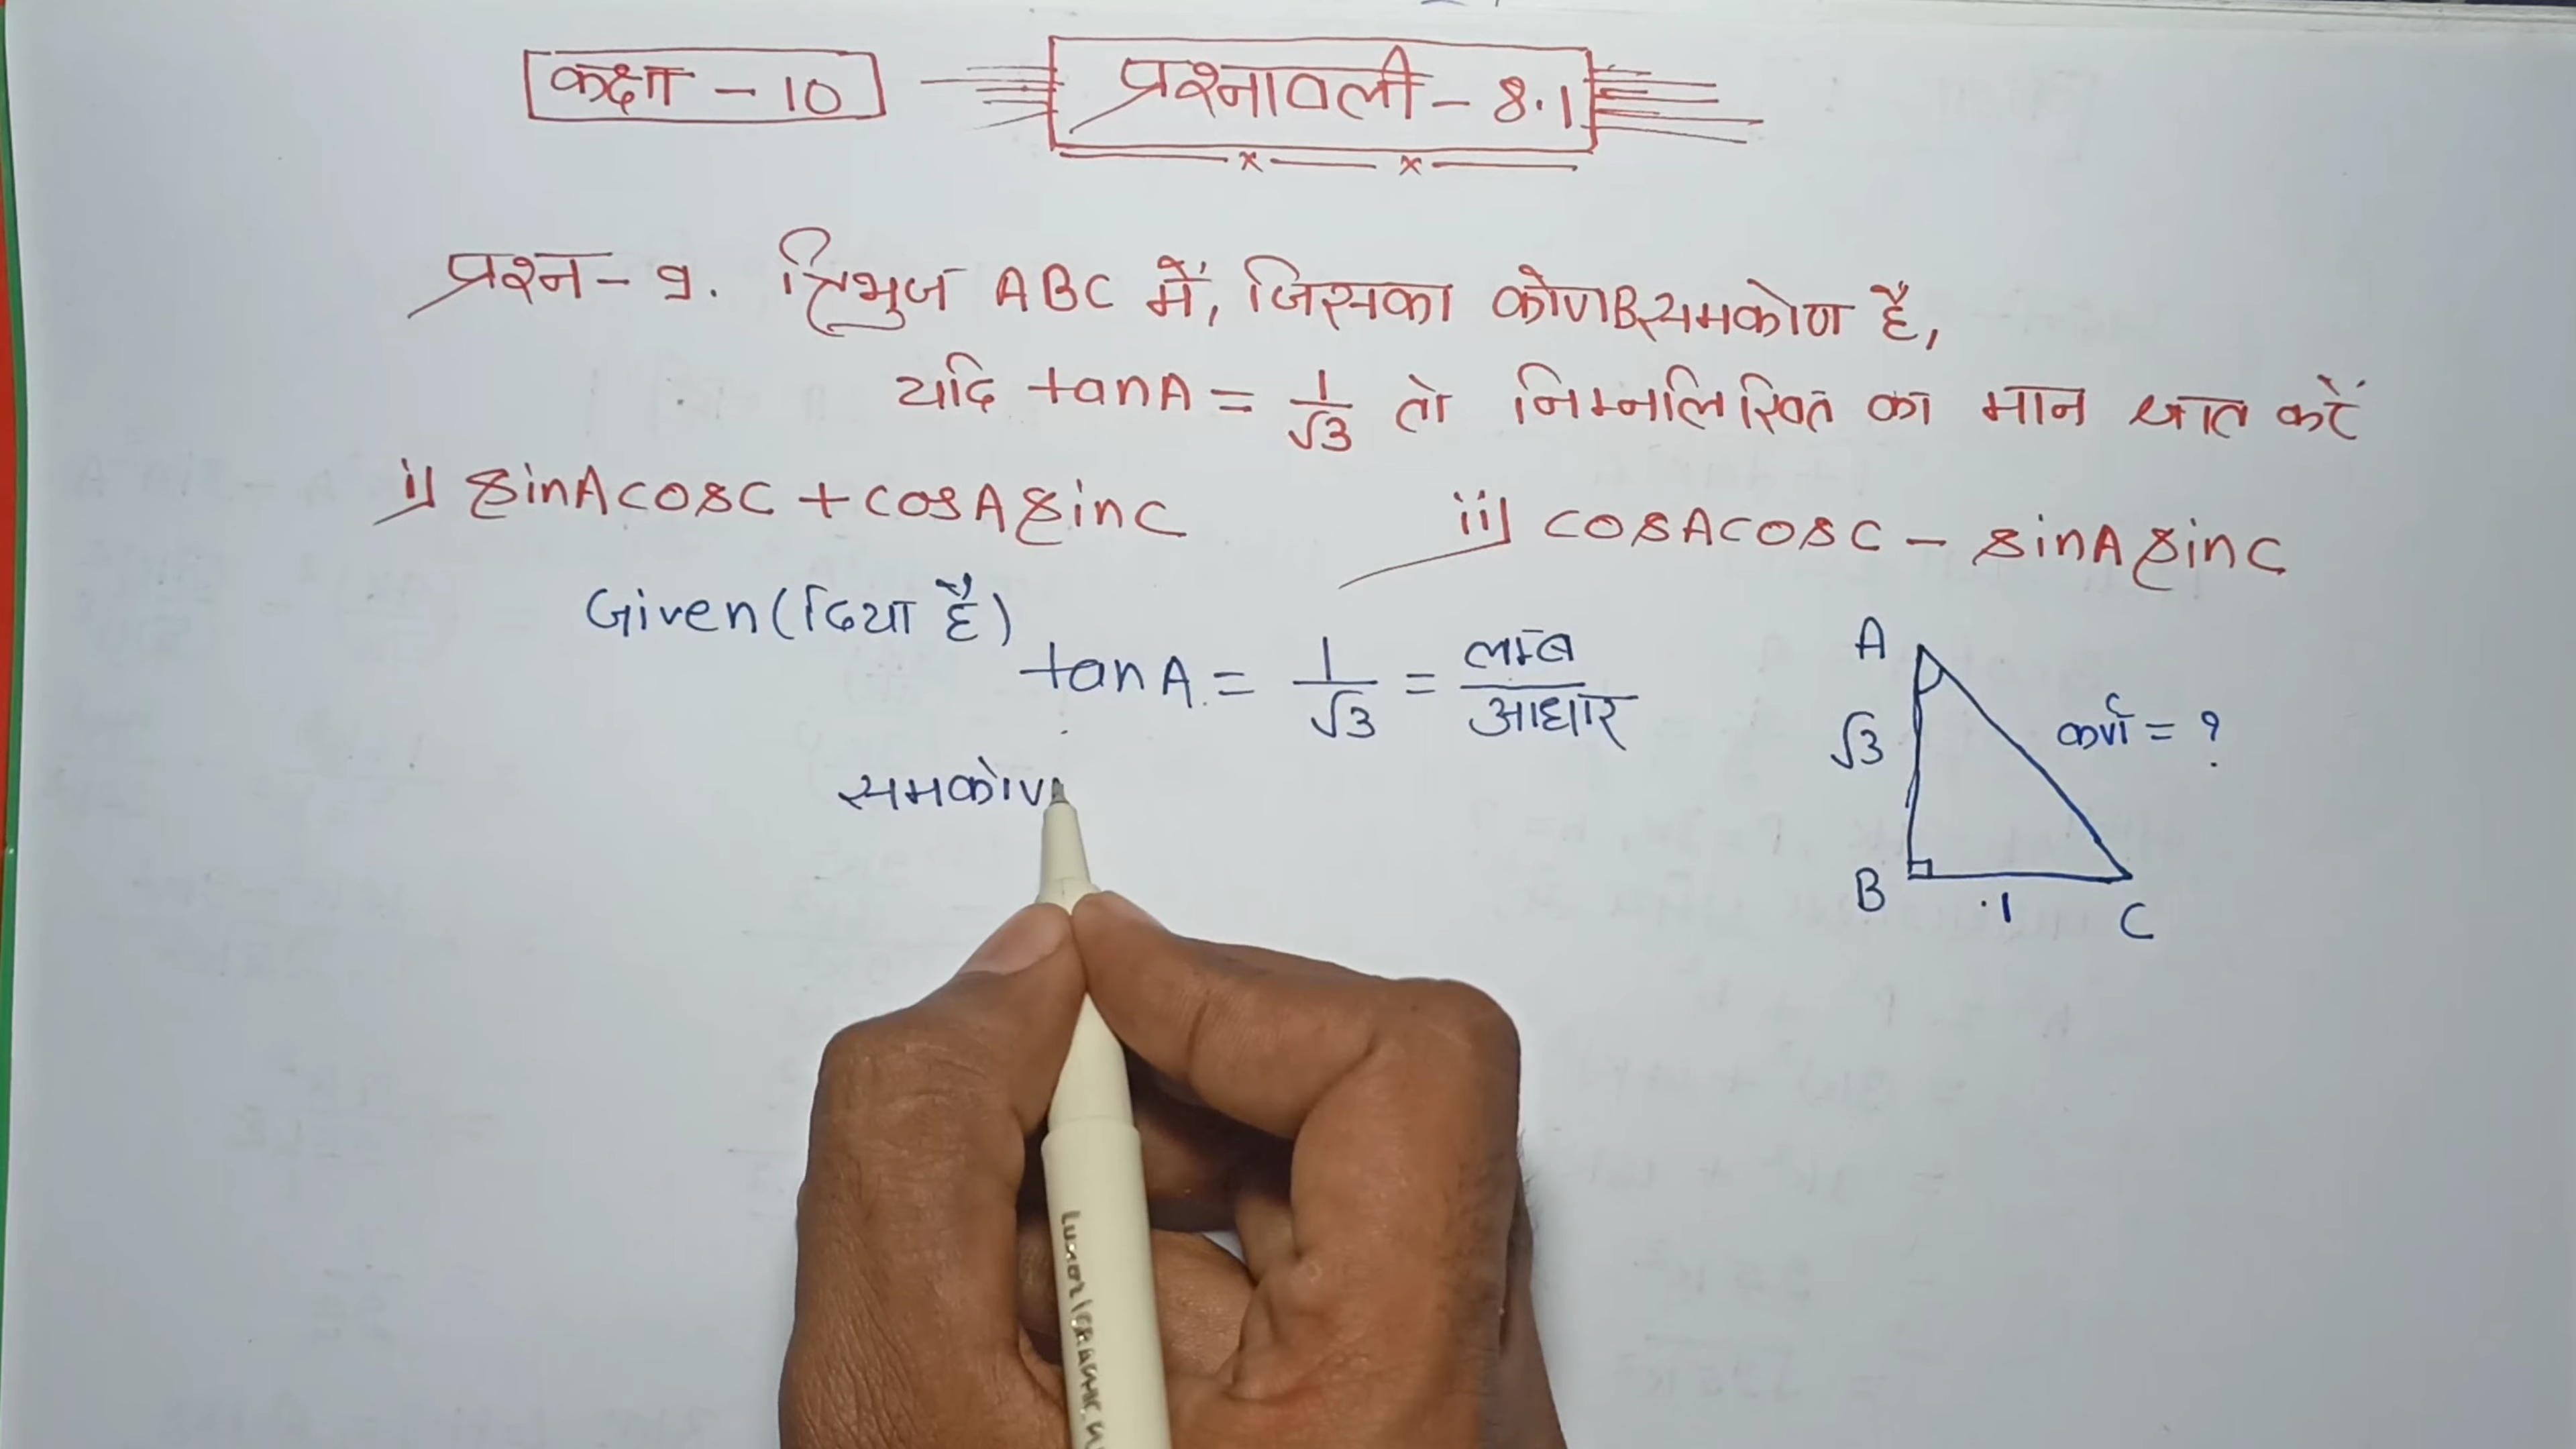 कक्षा - 10
प्रश्नावली - 8.1
प्रश्न - 9. त्रिभुज ABC में, जिसका कोण B समकोण है,
यदि tanA = 1/√3 तो निम्नलिखित का मान ज्ञात करें
i) sinA cosC + cosA sinC
ii) cosA cosC - sinA sinC
Given (दिया है)
tanA = 1/√3 = लम्ब/आधार
समकोण
A
√3
कर्ण = ?
B
1
C